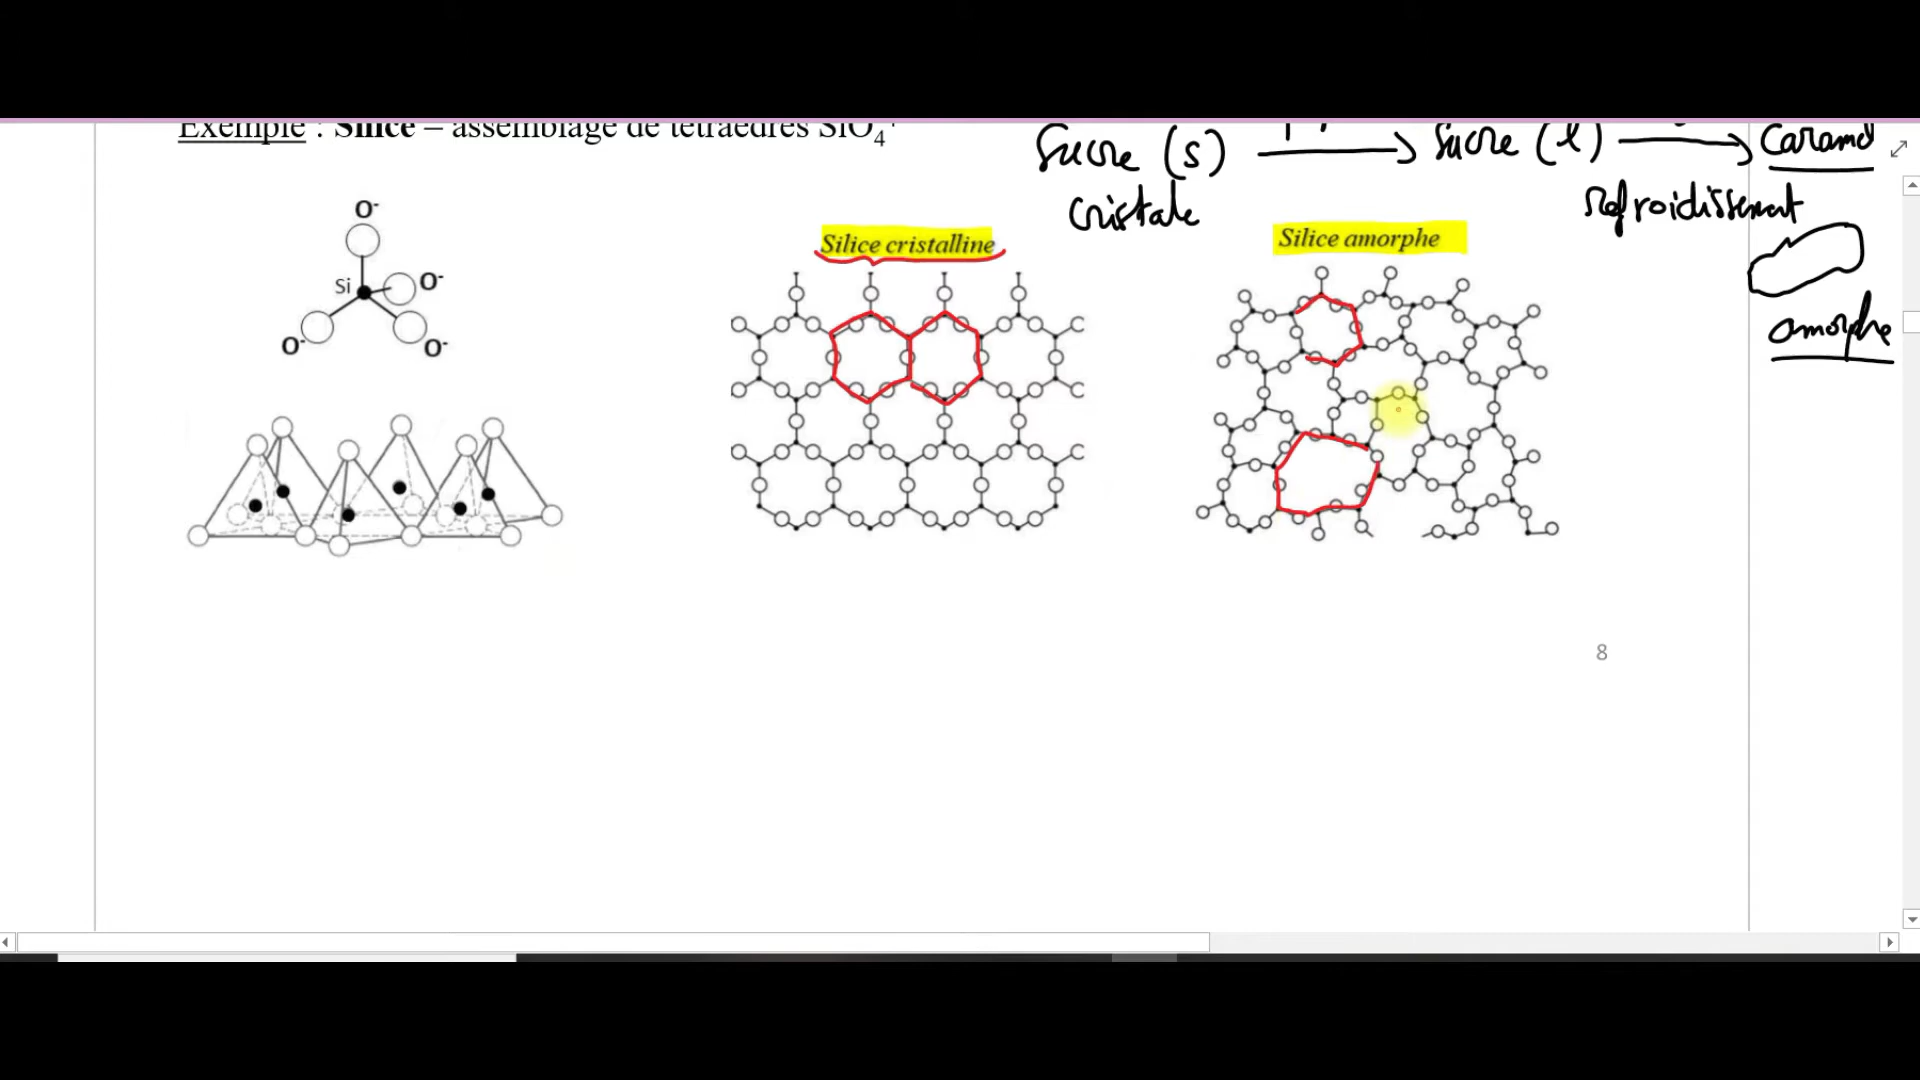 Exemple : Silice – assemblage de tétraèdres SiO4
Sucre (s) → Sucre (l) → Caramel
cristale
refroidissement
amorphe
O-
Si
O-
O-
O-
Silice cristalline
Silice amorphe
8